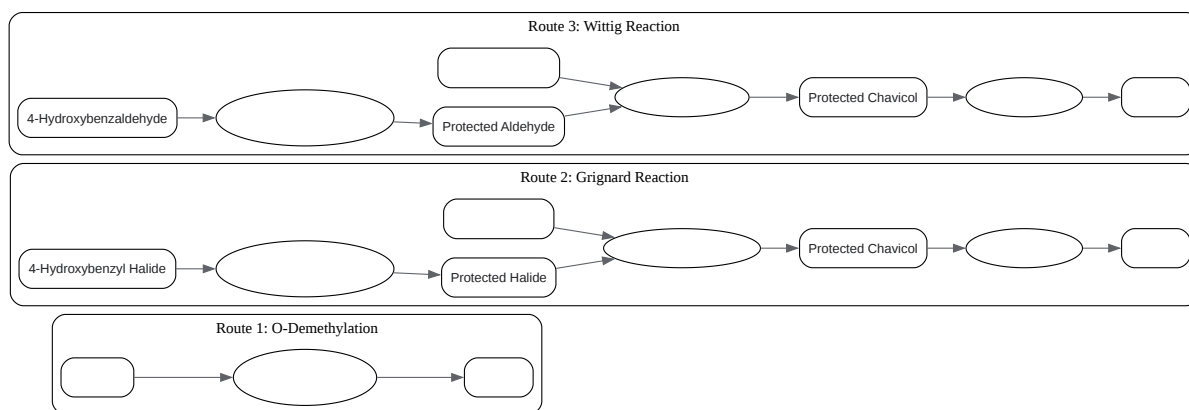 Route 3: Wittig Reaction
4-Hydroxybenzaldehyde
Protected Aldehyde
Protected Chavicol
Route 2: Grignard Reaction
4-Hydroxybenzyl Halide
Protected Halide
Protected Chavicol
Route 1: O-Demethylation